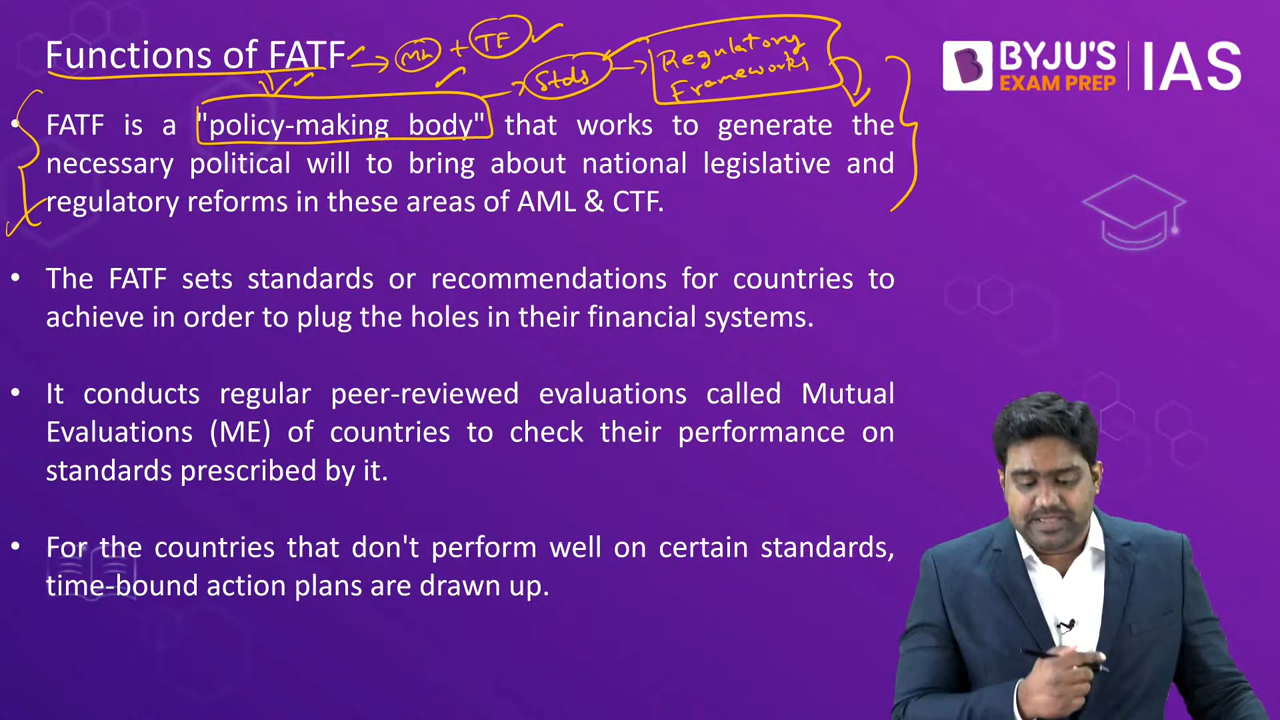 Functions of FATF → ML + TF
Stds → Regulatory
Frameworks
BYJU'S
EXAM PREP
IAS
• FATF is a "policy-making body" that works to generate the
necessary political will to bring about national legislative and
regulatory reforms in these areas of AML & CTF.
• The FATF sets standards or recommendations for countries to
achieve in order to plug the holes in their financial systems.
• It conducts regular peer-reviewed evaluations called Mutual
Evaluations (ME) of countries to check their performance on
standards prescribed by it.
• For the countries that don't perform well on certain standards,
time-bound action plans are drawn up.